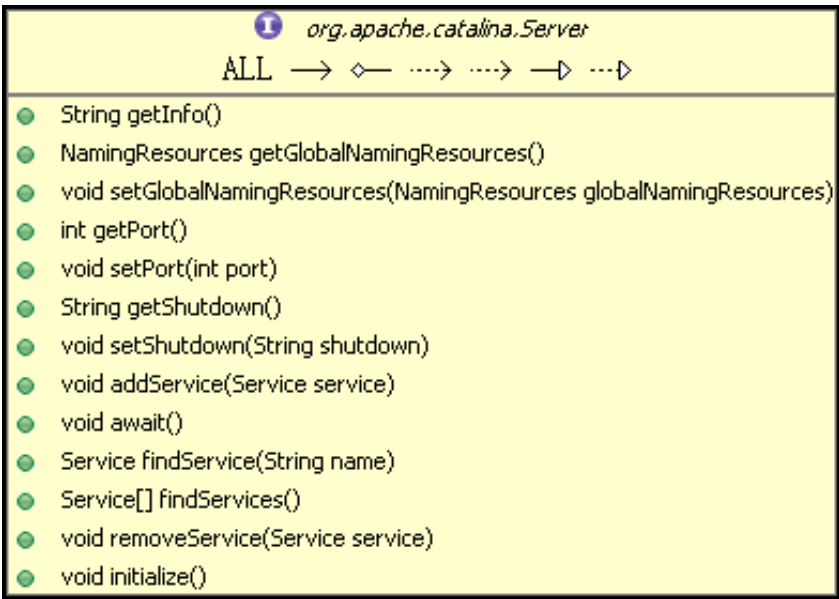 I org.apache.catalina.Server
ALL
String getInfo()
NamingResources getGlobalNamingResources()
void setGlobalNamingResources(NamingResources globalNamingResources)
int getPort()
void setPort(int port)
String getShutdown()
void setShutdown(String shutdown)
void addService(Service service)
void await()
Service findService(String name)
Service[] findServices()
void removeService(Service service)
void initialize()